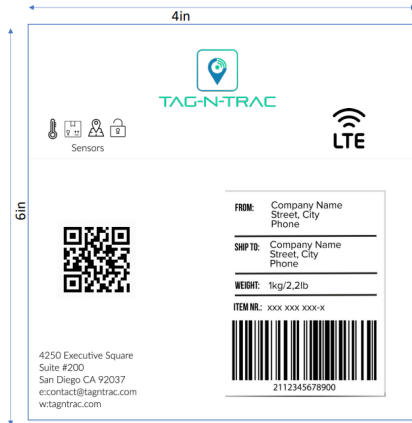 4in
TAG-N-TRAC
Sensors
LTE
6in
FROM: Company Name
Street, City
Phone
SHIP TO: Company Name
Street, City
Phone
WEIGHT: 1kg/2,2lb
ITEM NR.: xxx xxx xxx-x
2112345678900
4250 Executive Square
Suite #200
San Diego CA 92037
e:contact@tagntrac.com
w:tagntrac.com